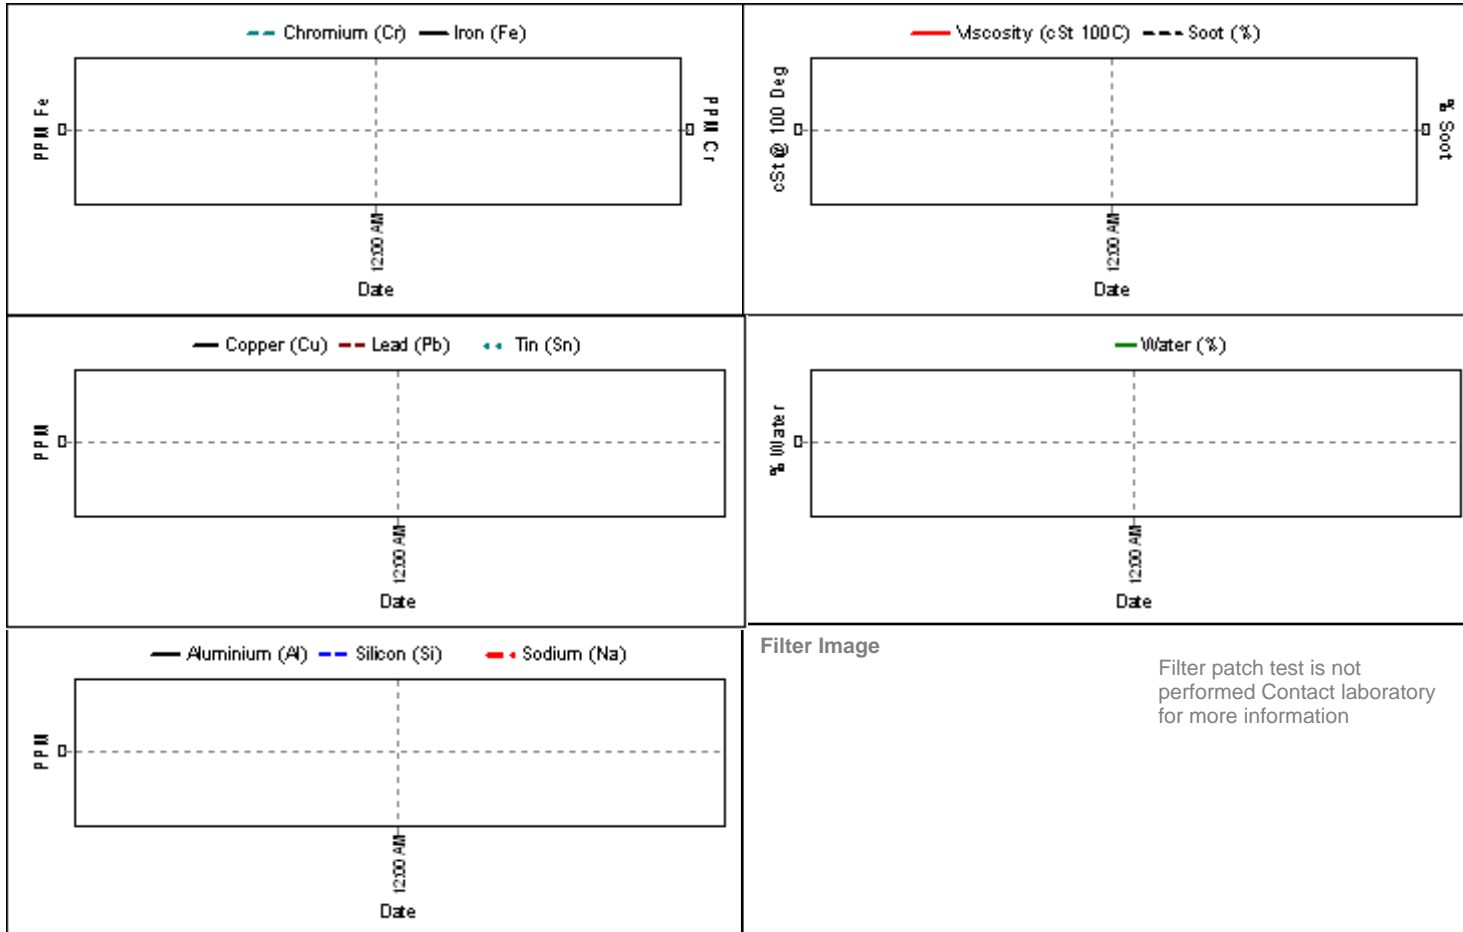 Chromium (Cr) Iron (Fe)
PPM Fe
0
0
PPM Cr
12:00 AM
Date
Viscosity (cSt 100C) Soot (%)
cSt @ 100 Deg
0
0
% Soot
12:00 AM
Date
Copper (Cu) Lead (Pb) Tin (Sn)
PPM
0
12:00 AM
Date
Water (%)
% Water
0
12:00 AM
Date
Aluminium (Al) Silicon (Si) Sodium (Na)
PPM
0
12:00 AM
Date
Filter Image
Filter patch test is not
performed Contact laboratory
for more information